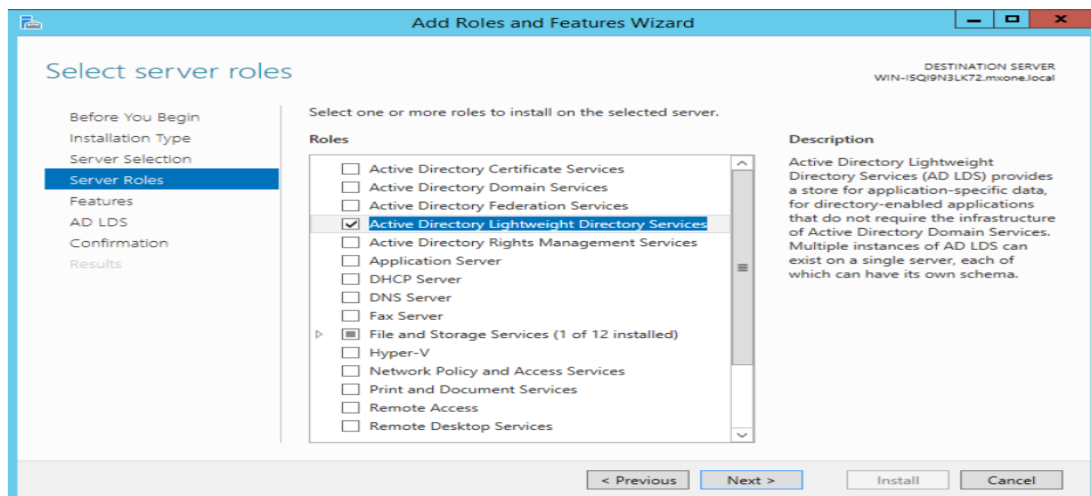 Add Roles and Features Wizard
Select server roles
DESTINATION SERVER
WIN-I5QI9N3LK72.mxone.local
Before You Begin
Installation Type
Server Selection
Server Roles
Features
AD LDS
Confirmation
Results
Select one or more roles to install on the selected server.
Roles
Active Directory Certificate Services
Active Directory Domain Services
Active Directory Federation Services
Active Directory Lightweight Directory Services
Active Directory Rights Management Services
Application Server
DHCP Server
DNS Server
Fax Server
File and Storage Services (1 of 12 installed)
Hyper-V
Network Policy and Access Services
Print and Document Services
Remote Access
Remote Desktop Services
Description
Active Directory Lightweight
Directory Services (AD LDS) provides
a store for application-specific data,
for directory-enabled applications
that do not require the infrastructure
of Active Directory Domain Services.
Multiple instances of AD LDS can
exist on a single server, each of
which can have its own schema.
< Previous
Next >
Install
Cancel